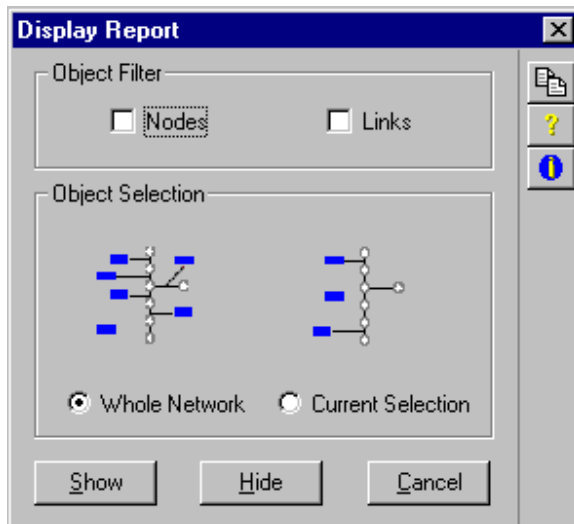 Display Report
Object Filter
Nodes Links
?
i
Object Selection
Whole Network Current Selection
Show Hide Cancel